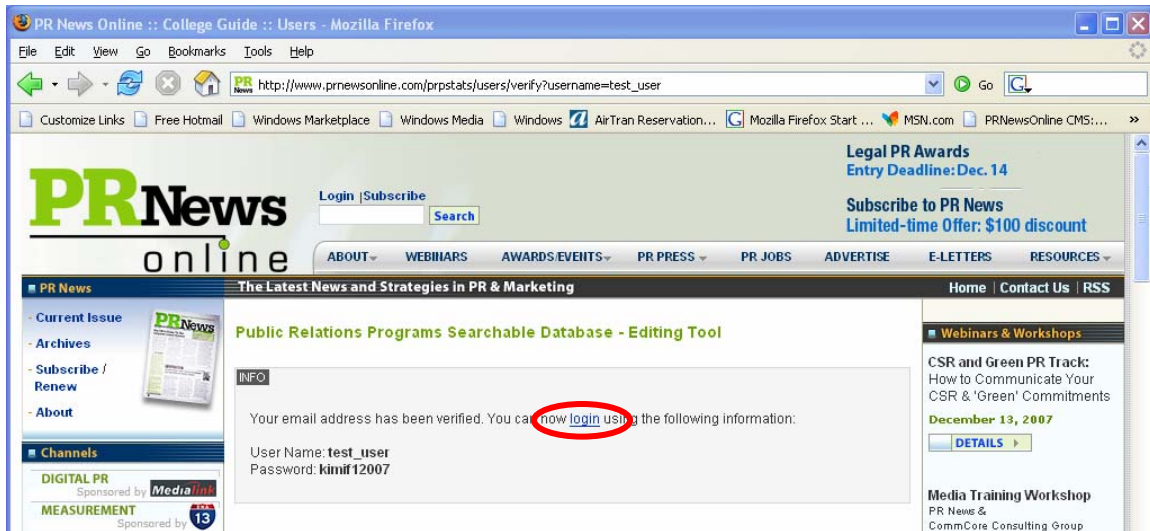 PR News Online :: College Guide :: Users - Mozilla Firefox
File Edit View Go Bookmarks Tools Help
PR News http://www.prnewsonline.com/prpstats/users/verify?username=test_user Go G
Customize Links Free Hotmail Windows Marketplace Windows Media Windows AirTran Reservation... Mozilla Firefox Start ... MSN.com PRNewsOnline CMS:... »
PRNews
online
Login |Subscribe
Search
Legal PR Awards
Entry Deadline: Dec. 14
Subscribe to PR News
Limited-time Offer: $100 discount
ABOUT WEBINARS AWARDS/EVENTS PR PRESS PR JOBS ADVERTISE E-LETTERS RESOURCES
PR News
The Latest News and Strategies in PR & Marketing
Home | Contact Us | RSS
- Current Issue
- Archives
- Subscribe /
Renew
- About
PRNews
Channels
DIGITAL PR
Sponsored by Medialink
MEASUREMENT
Sponsored by 13
Public Relations Programs Searchable Database - Editing Tool
INFO
Your email address has been verified. You can now login using the following information:
User Name: test_user
Password: kimif12007
Webinars & Workshops
CSR and Green PR Track:
How to Communicate Your
CSR & 'Green' Commitments
December 13, 2007
DETAILS
Media Training Workshop
PR News &
CommCore Consulting Group